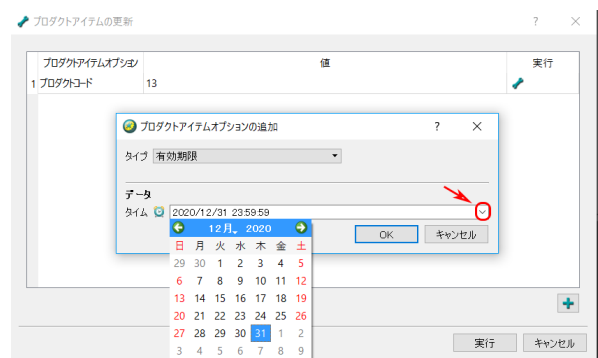 プロダクトアイテムの更新
?
プロダクトアイテムオプション 値 実行
1 プロダクトコード 13
プロダクトアイテムオプションの追加 ?
タイプ 有効期限
データ
タイム 2020/12/31 23:59:59
12月, 2020
OK キャンセル
日 月 火 水 木 金 土
29 30 1 2 3 4 5
6 7 8 9 10 11 12
13 14 15 16 17 18 19
20 21 22 23 24 25 26
27 28 29 30 31 1 2
3 4 5 6 7 8 9
実行 キャンセル